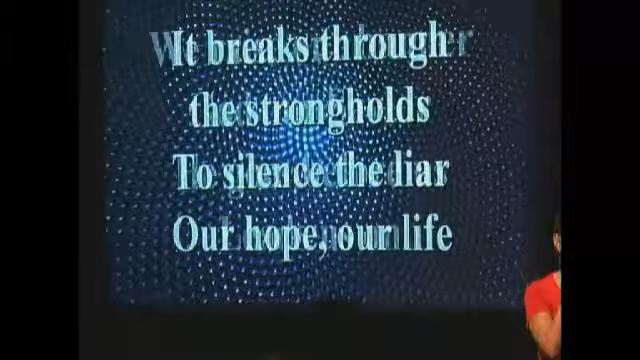 It breaks through
the strongholds
To silence the liar
Our hope, our life